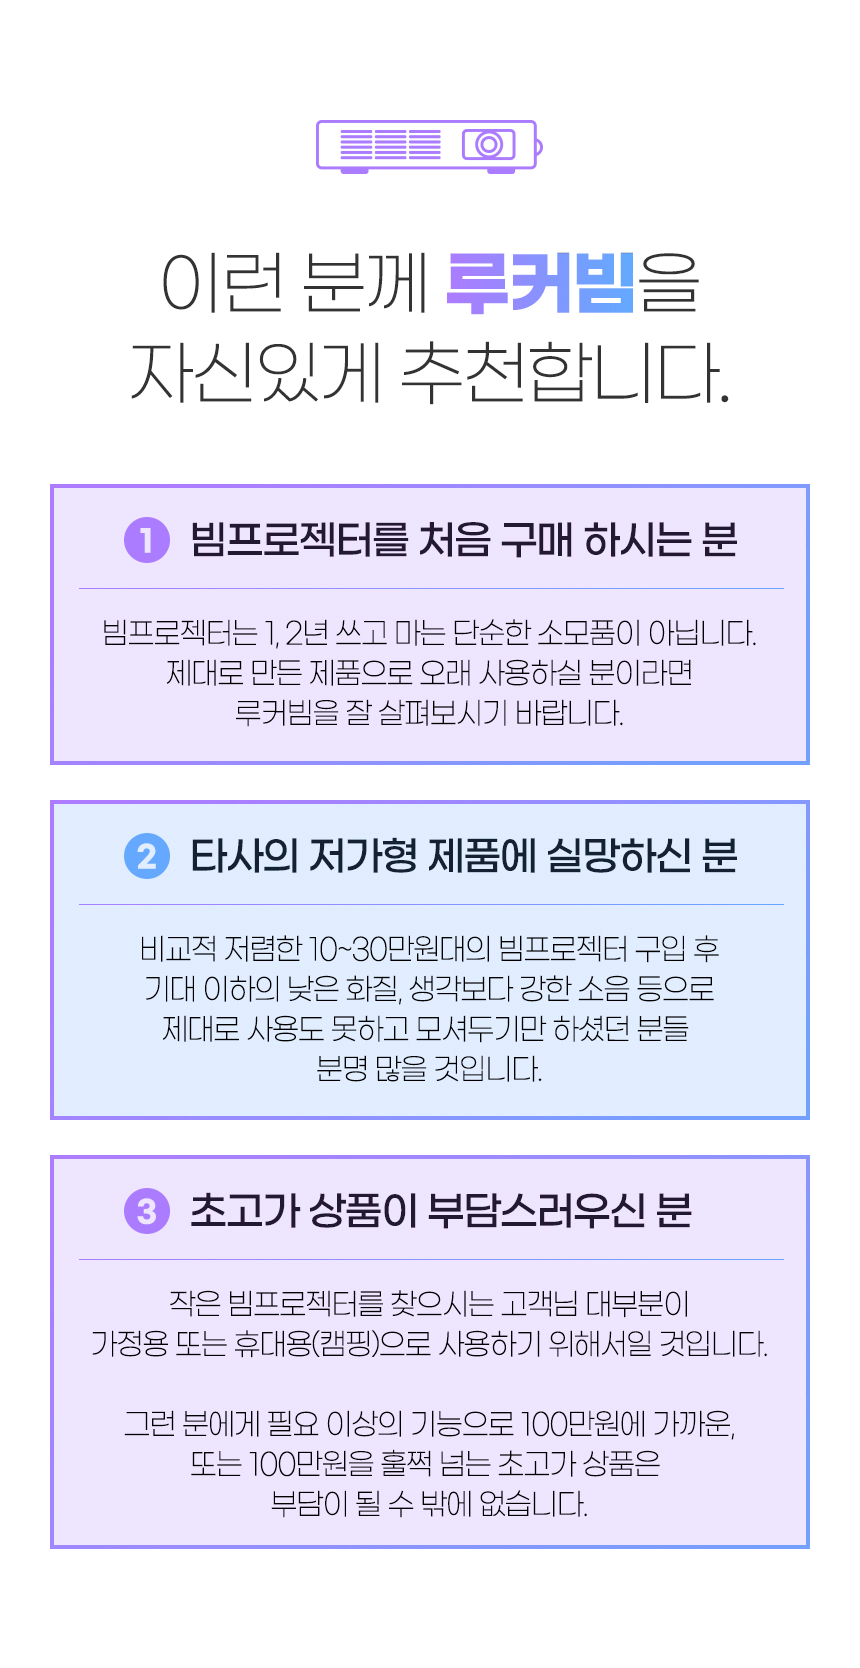 이런 분께 루커빔을
자신있게 추천합니다.
1 빔프로젝터를 처음 구매 하시는 분
빔프로젝터는 1, 2년 쓰고 마는 단순한 소모품이 아닙니다.
제대로 만든 제품으로 오래 사용하실 분이라면
루커빔을 잘 살펴보시기 바랍니다.
2 타사의 저가형 제품에 실망하신 분
비교적 저렴한 10~30만원대의 빔프로젝터 구입 후
기대 이하의 낮은 화질, 생각보다 강한 소음 등으로
제대로 사용도 못하고 모셔두기만 하셨던 분들
분명 많을 것입니다.
3 초고가 상품이 부담스러우신 분
작은 빔프로젝터를 찾으시는 고객님 대부분이
가정용 또는 휴대용(캠핑)으로 사용하기 위해서일 것입니다.
그런 분에게 필요 이상의 기능으로 100만원에 가까운,
또는 100만원을 훌쩍 넘는 초고가 상품은
부담이 될 수 밖에 없습니다.